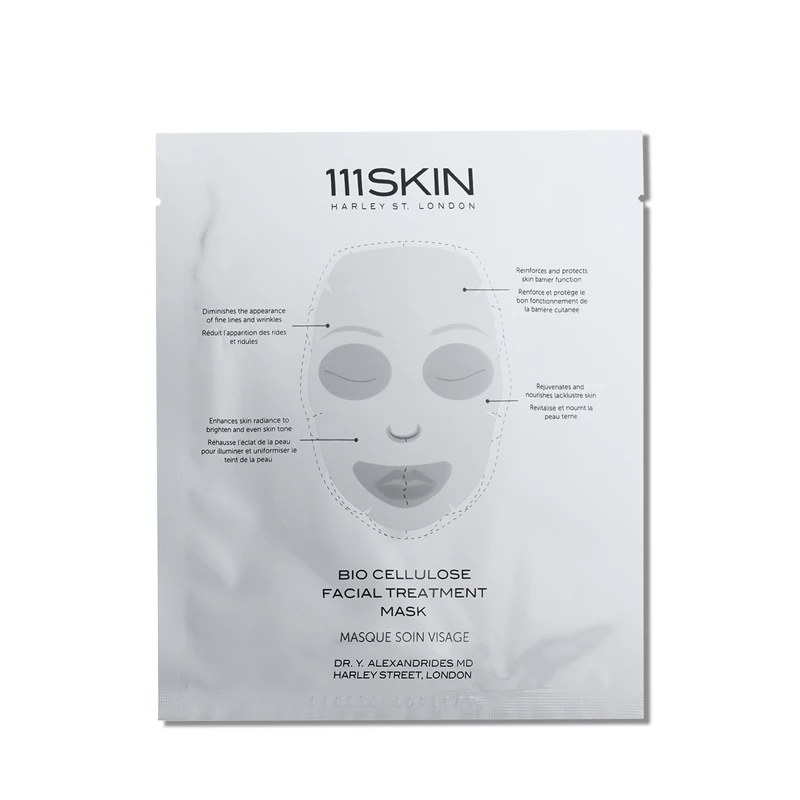 111SKIN
HARLEY ST. LONDON
Reinforces and protects
skin barrier function
Renforce et protège le
bon fonctionnement de
la barrière cutanée
Diminishes the appearance
of fine lines and wrinkles
Réduit l'apparition des rides
et ridules
Rejuvenates and
nourishes lacklustre skin
Revitalise et nourrit la
peau terne
Enhances skin radiance to
brighten and even skin tone
Réhausse l'éclat de la peau
pour illuminer et uniformiser le
teint de la peau
BIO CELLULOSE
FACIAL TREATMENT
MASK
MASQUE SOIN VISAGE
DR. Y. ALEXANDRIDES MD
HARLEY STREET, LONDON